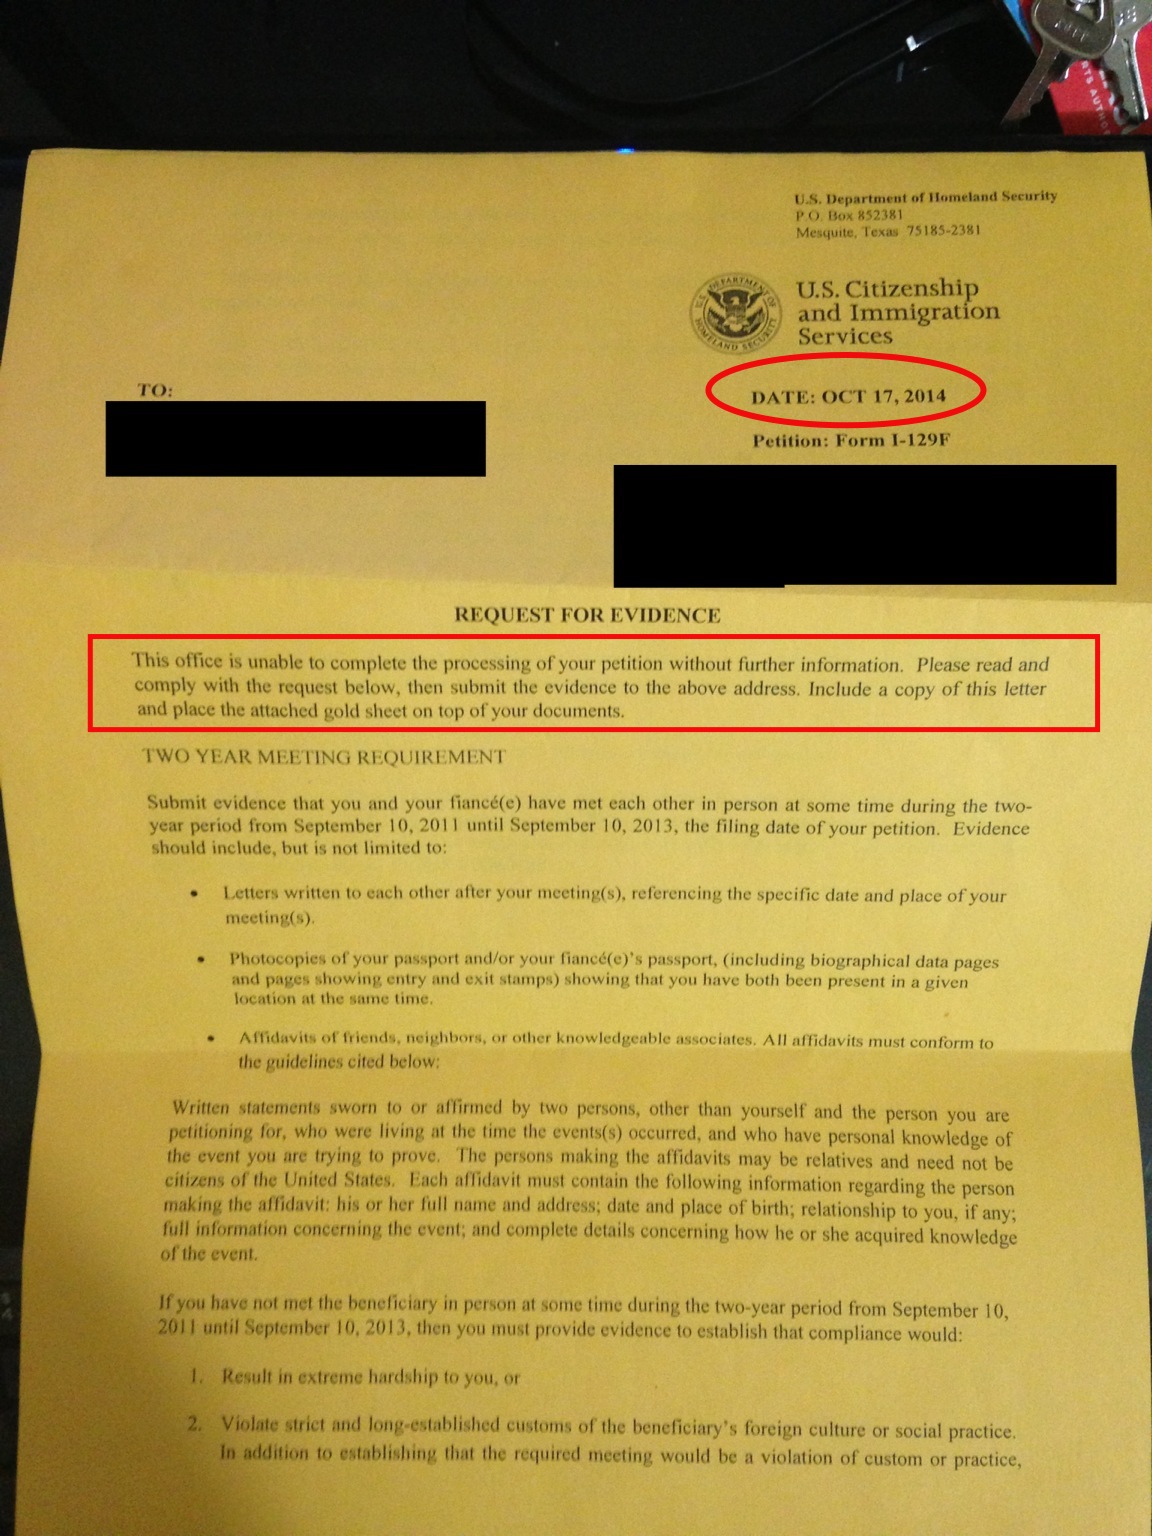 U.S. Department of Homeland Security
P.O. Box 852381
Mesquite, Texas 75185-2381
U.S. DEPARTMENT OF HOMELAND SECURITY
U.S. Citizenship
and Immigration
Services
TO:
DATE: OCT 17, 2014
Petition: Form I-129F
REQUEST FOR EVIDENCE
This office is unable to complete the processing of your petition without further information. Please read and
comply with the request below, then submit the evidence to the above address. Include a copy of this letter
and place the attached gold sheet on top of your documents.
TWO YEAR MEETING REQUIREMENT
Submit evidence that you and your fiancé(e) have met each other in person at some time during the two-
year period from September 10, 2011 until September 10, 2013, the filing date of your petition. Evidence
should include, but is not limited to:
• Letters written to each other after your meeting(s), referencing the specific date and place of your
meeting(s).
• Photocopies of your passport and/or your fiancé(e)'s passport, (including biographical data pages
and pages showing entry and exit stamps) showing that you have both been present in a given
location at the same time.
• Affidavits of friends, neighbors, or other knowledgeable associates. All affidavits must conform to
the guidelines cited below:
Written statements sworn to or affirmed by two persons, other than yourself and the person you are
petitioning for, who were living at the time the events(s) occurred, and who have personal knowledge of
the event you are trying to prove. The persons making the affidavits may be relatives and need not be
citizens of the United States. Each affidavit must contain the following information regarding the person
making the affidavit: his or her full name and address; date and place of birth; relationship to you, if any;
full information concerning the event; and complete details concerning how he or she acquired knowledge
of the event.
If you have not met the beneficiary in person at some time during the two-year period from September 10,
2011 until September 10, 2013, then you must provide evidence to establish that compliance would:
1. Result in extreme hardship to you, or
2. Violate strict and long-established customs of the beneficiary's foreign culture or social practice.
In addition to establishing that the required meeting would be a violation of custom or practice,